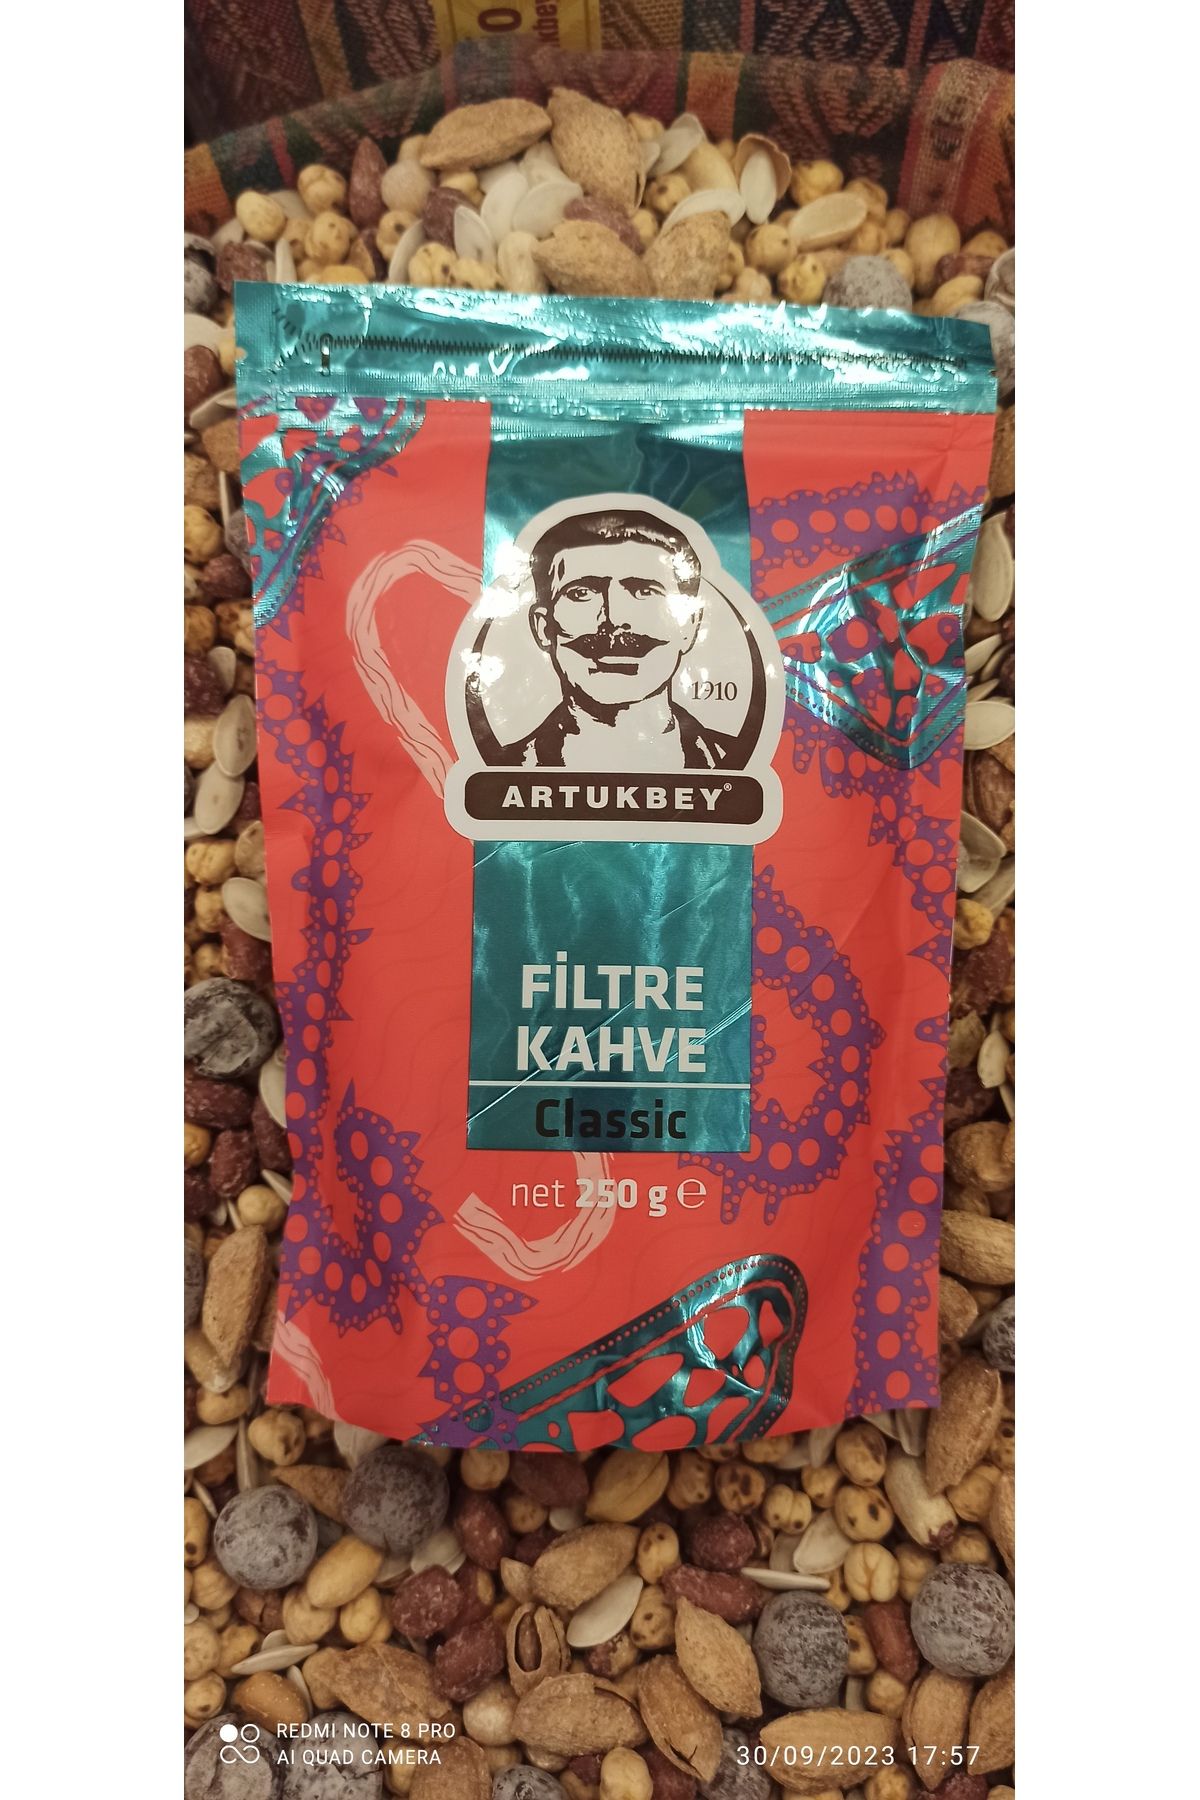 1910
ARTUKBEY®
FİLTRE
KAHVE
Classic
net 250 g ℮
REDMI NOTE 8 PRO
AI QUAD CAMERA
30/09/2023 17:57